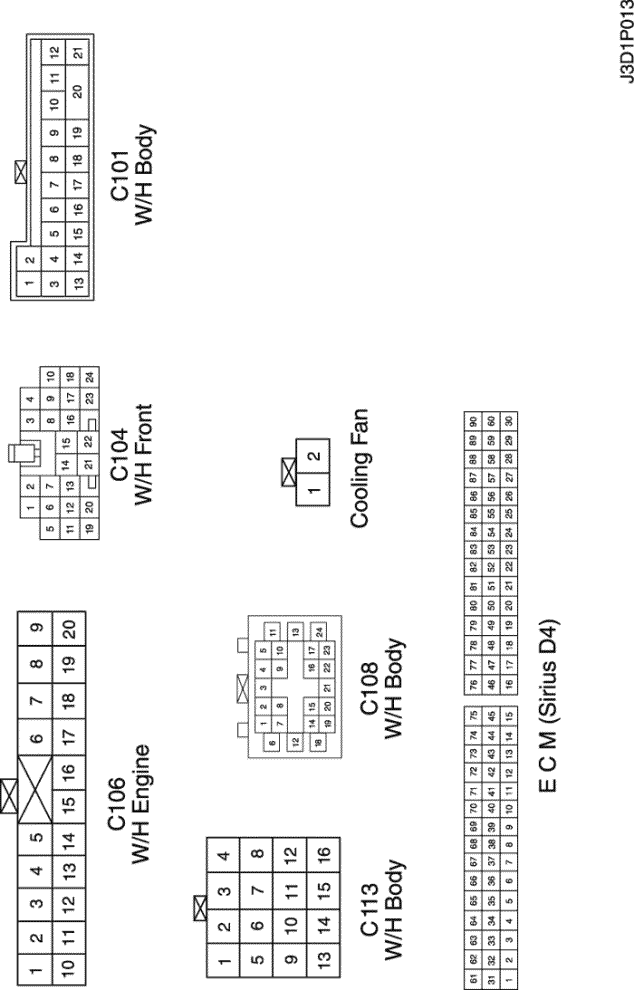 1 2 3 4 5 6 7 8 9
10 11 12 13 14 15 16 17 18 19 20
C106
W/H Engine
1 2 3 4
5 6 7 8 9 10
11 12 13 14 15 16 17 18
19 20 21 22 23 24
C104
W/H Front
1 2
3 4 5 6 7 8 9 10 11 12
13 14 15 16 17 18 19 20 21
C101
W/H Body
1 2 3 4
5 6 7 8
9 10 11 12
13 14 15 16
C113
W/H Body
1 2 3 4 5
6 7 8 9 10 11
12 13
14 15 16 17
18 19 20 21 22 23 24
C108
W/H Body
1 2
Cooling Fan
61 62 63 64 65 66 67 68 69 70 71 72 73 74 75 76 77 78 79 80 81 82 83 84 85 86 87 88 89 90
31 32 33 34 35 36 37 38 39 40 41 42 43 44 45 46 47 48 49 50 51 52 53 54 55 56 57 58 59 60
1 2 3 4 5 6 7 8 9 10 11 12 13 14 15 16 17 18 19 20 21 22 23 24 25 26 27 28 29 30
E C M (Sirius D4)
J3D1P013